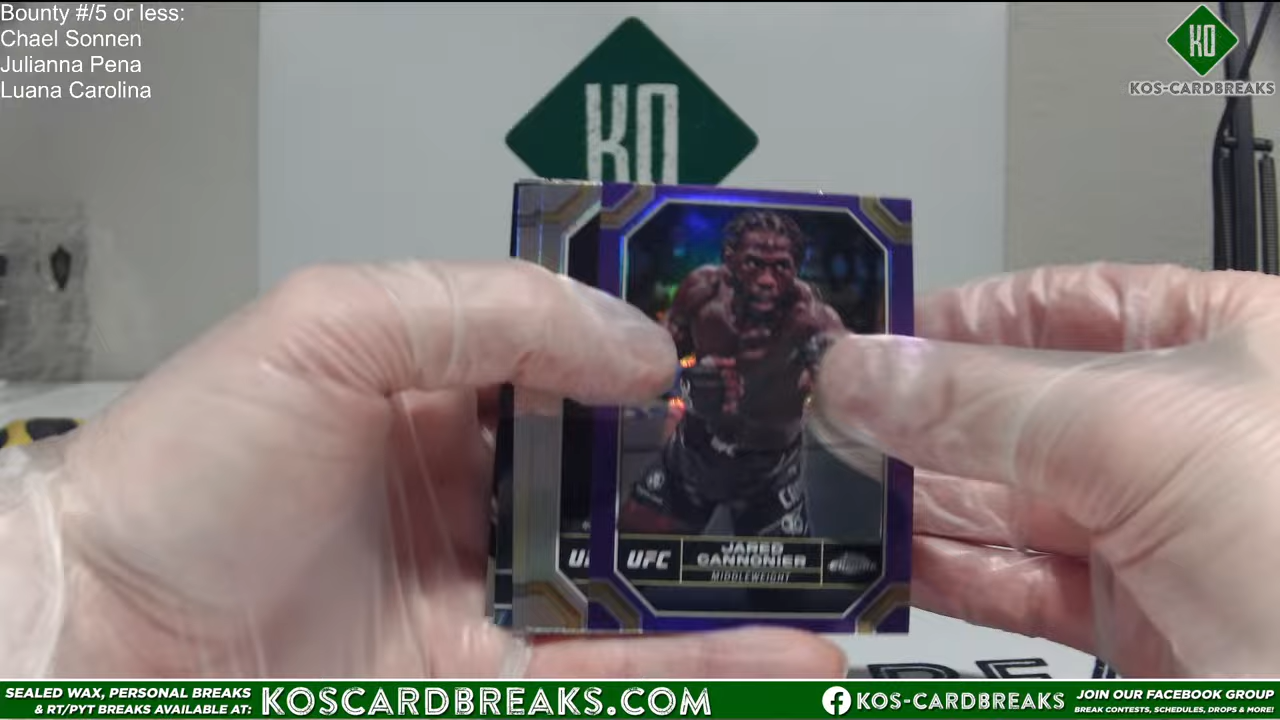 Bounty #/5 or less:
Chael Sonnen
Julianna Pena
Luana Carolina
KO
KOS-CARDBREAKS
KO
UFC
JARED
CANNONIER
MIDDLEWEIGHT
SEALED WAX, PERSONAL BREAKS
& RT/PYT BREAKS AVAILABLE AT:
KOSCARDBREAKS.COM
KOS-CARDBREAKS
JOIN OUR FACEBOOK GROUP
BREAK CONTESTS, SCHEDULES, DROPS & MORE!